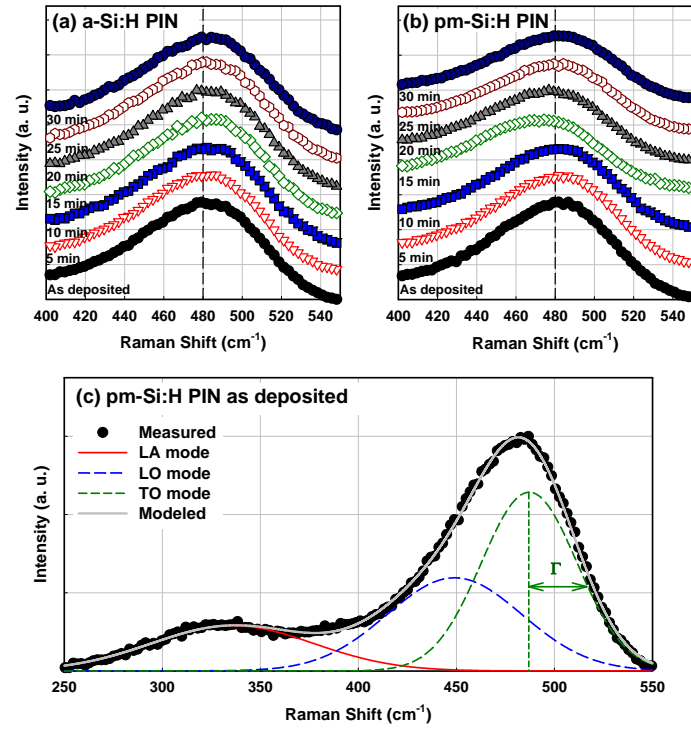 (a) a-Si:H PIN
Intensity (a. u.)
30 min
25 min
20 min
15 min
10 min
5 min
As deposited
400 420 440 460 480 500 520 540
Raman Shift (cm⁻¹)
(b) pm-Si:H PIN
Intensity (a. u.)
30 min
25 min
20 min
15 min
10 min
5 min
As deposited
400 420 440 460 480 500 520 540
Raman Shift (cm⁻¹)
(c) pm-Si:H PIN as deposited
Measured
LA mode
LO mode
TO mode
Modeled
Γ
Intensity (a. u.)
250 300 350 400 450 500 550
Raman Shift (cm⁻¹)